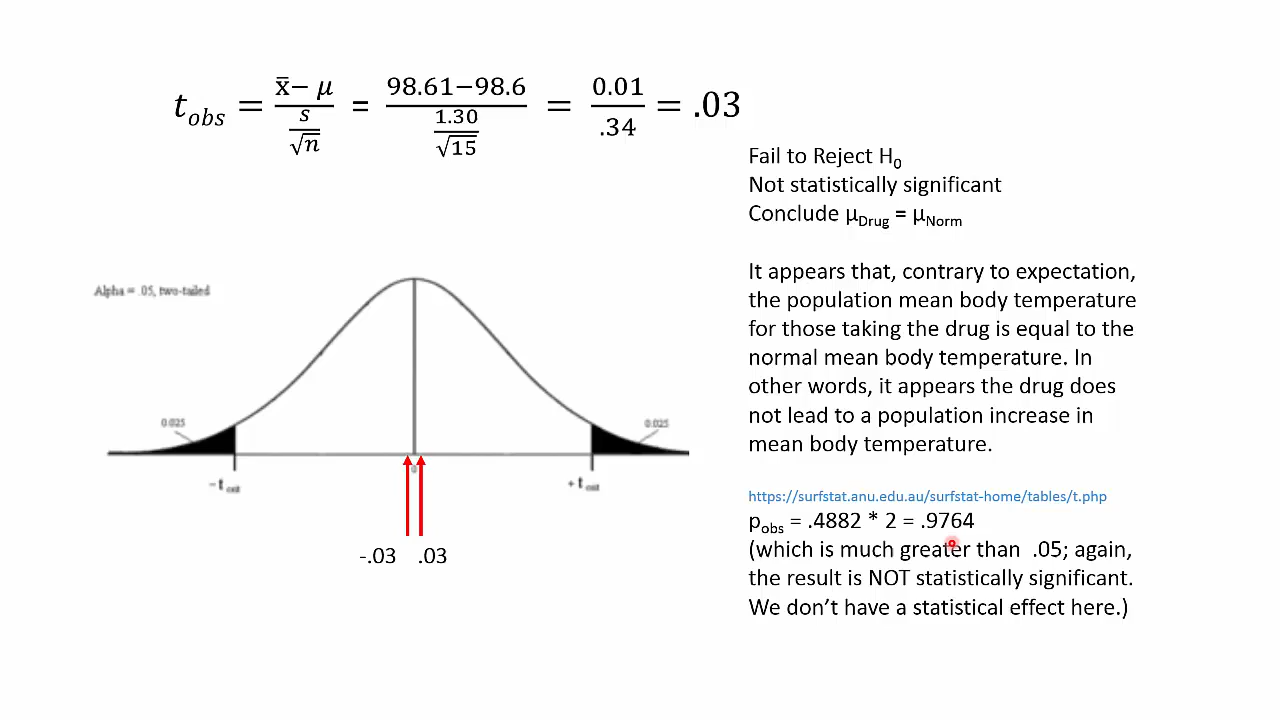 t_obs = (x̄ − μ)/(s/√n) = (98.61−98.6)/(1.30/√15) = 0.01/.34 = .03
Fail to Reject H₀
Not statistically significant
Conclude μ_Drug = μ_Norm
It appears that, contrary to expectation,
the population mean body temperature
for those taking the drug is equal to the
normal mean body temperature. In
other words, it appears the drug does
not lead to a population increase in
mean body temperature.
https://surfstat.anu.edu.au/surfstat-home/tables/t.php
p_obs = .4882 * 2 = .9764
(which is much greater than .05; again,
the result is NOT statistically significant.
We don't have a statistical effect here.)
Alpha = .05, two-tailed
0.025
0.025
−t_crit
0
+t_crit
-.03
.03